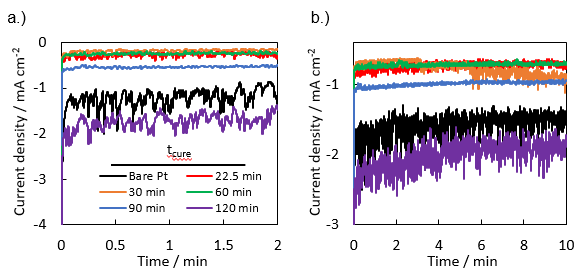 a.)
Current density / mA cm⁻²
0
-1
-2
-3
-4
t_cure
Bare Pt
22.5 min
30 min
60 min
90 min
120 min
0
0.5
1
1.5
2
Time / min
b.)
Current density / mA cm⁻²
-1
-2
-3
0
2
4
6
8
10
Time / min